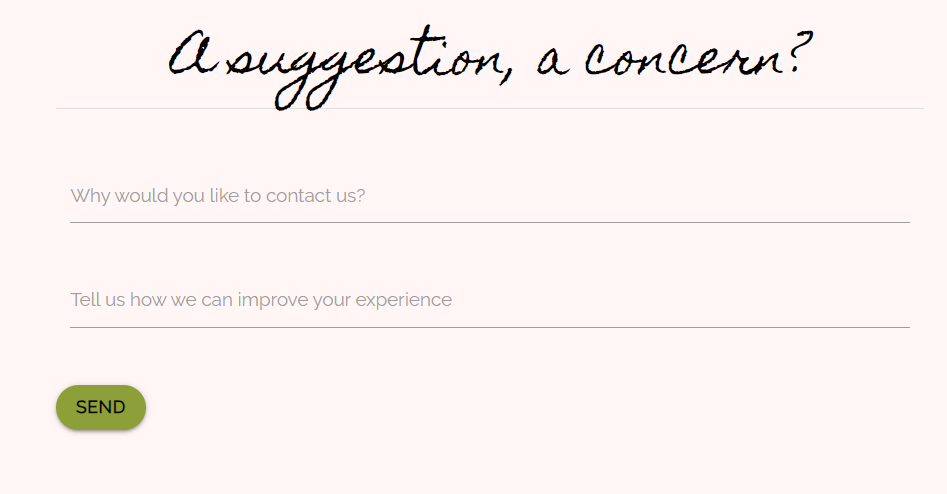 A suggestion, a concern?
Why would you like to contact us?
Tell us how we can improve your experience
SEND